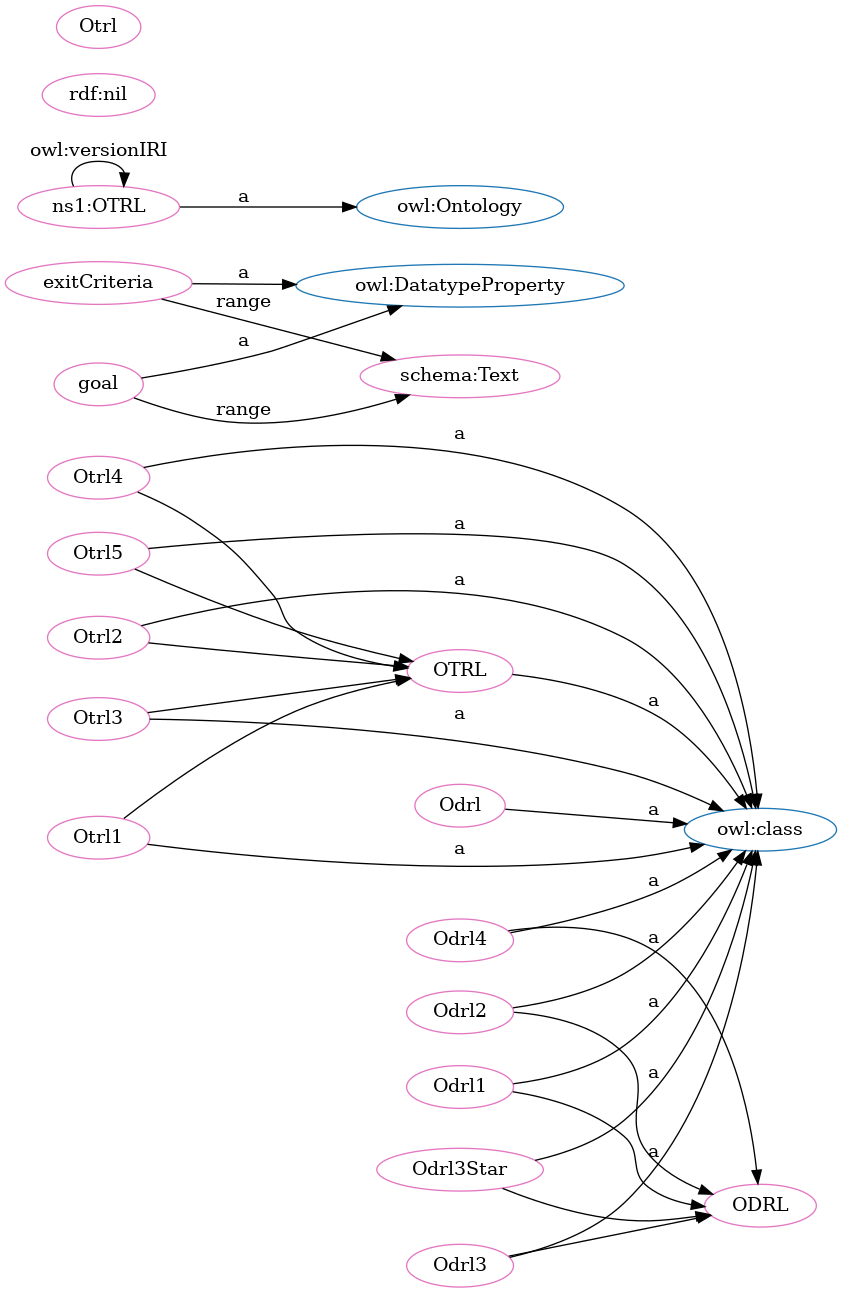 Otrl
rdf:nil
owl:versionIRI
ns1:OTRL
a
owl:Ontology
exitCriteria
a
owl:DatatypeProperty
range
a
goal
schema:Text
range
a
Otrl4
a
Otrl5
a
Otrl2
OTRL
a
Otrl3
a
Odrl
a
owl:class
Otrl1
a
a
Odrl4
a
Odrl2
a
Odrl1
a
a
Odrl3Star
ODRL
Odrl3